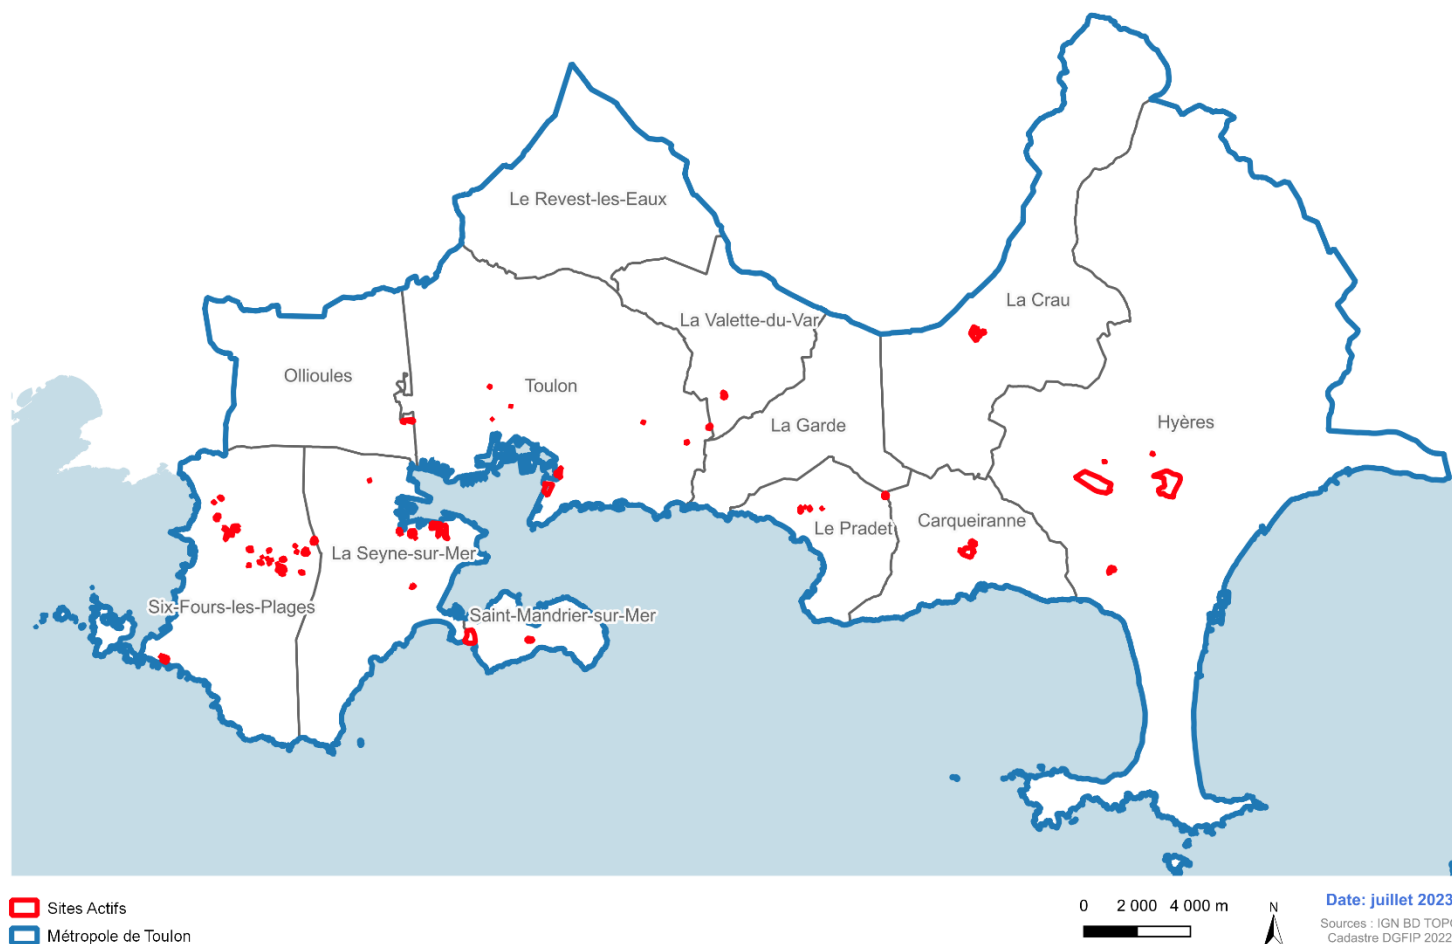 Le Revest-les-Eaux
La Crau
La Valette-du-Var
Ollioules
Toulon
Hyères
La Garde
Carqueiranne
Le Pradet
La Seyne-sur-Mer
Six-Fours-les-Plages
Saint-Mandrier-sur-Mer
Sites Actifs
Métropole de Toulon
0 2 000 4 000 m
N
Date: juillet 2023
Sources : IGN BD TOPO
Cadastre DGFIP 2022